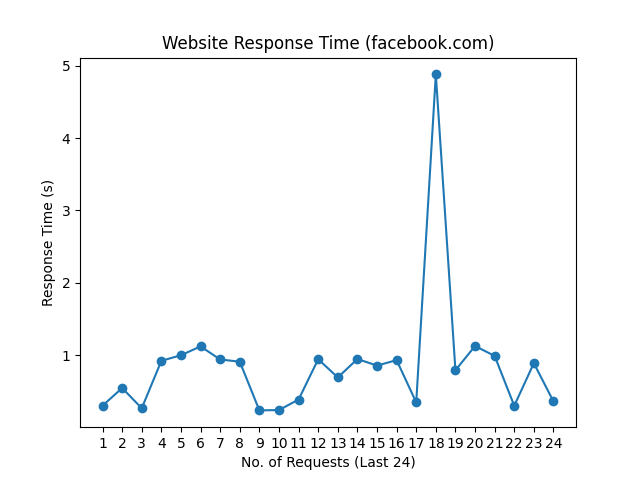 Website Response Time (facebook.com)
5
4
3
2
1
Response Time (s)
1 2 3 4 5 6 7 8 9 10 11 12 13 14 15 16 17 18 19 20 21 22 23 24
No. of Requests (Last 24)